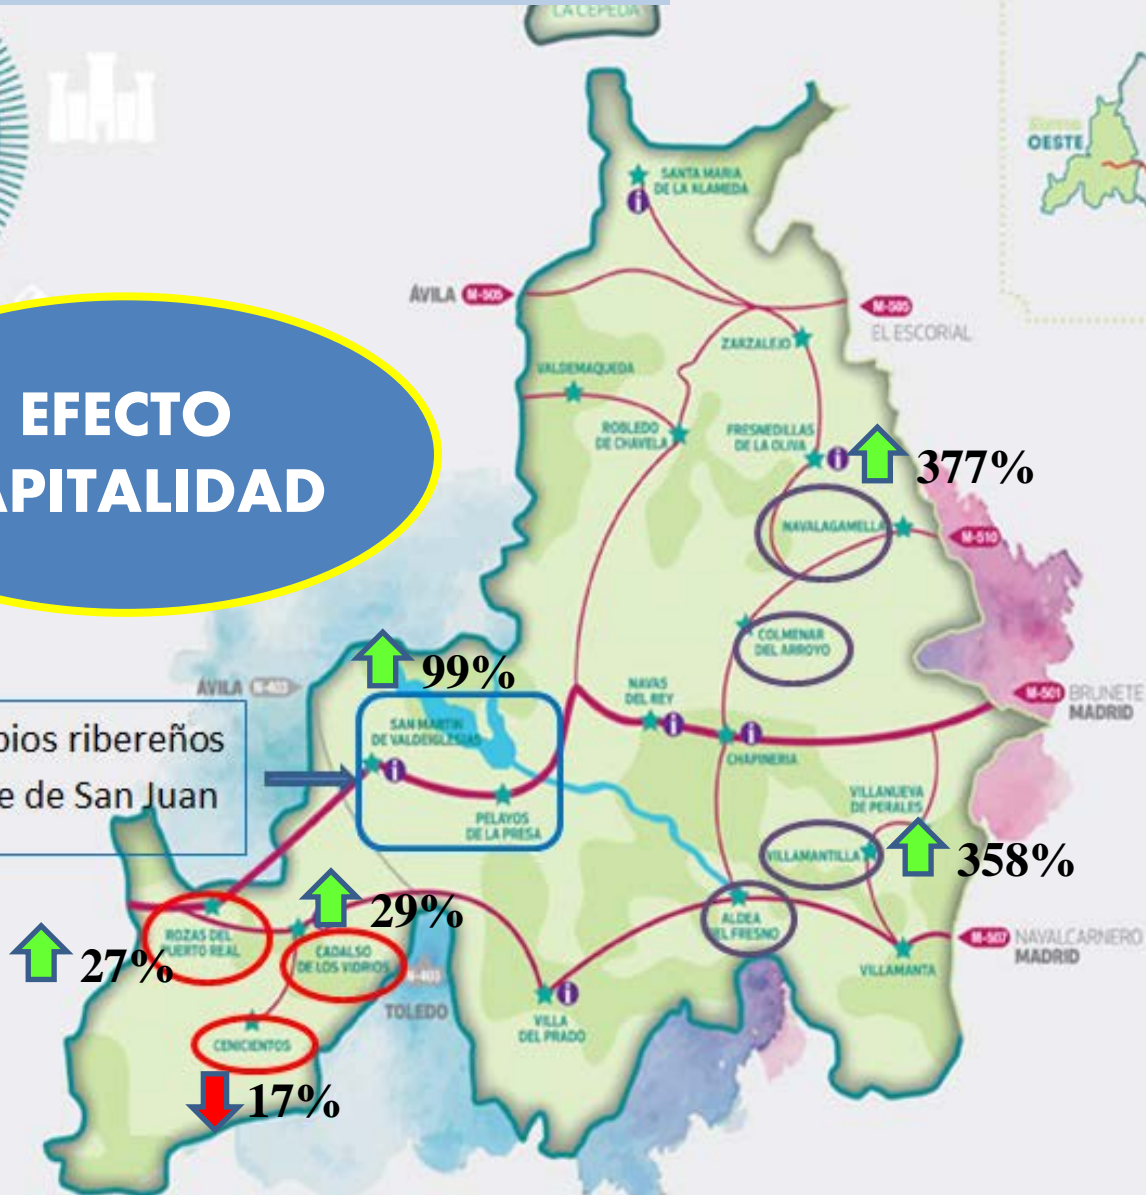 LA CEPEDA
OESTE
SANTA MARIA
DE LA ALAMEDA
ÁVILA M-505
M-505
EL ESCORIAL
ZARZALEJO
VALDEMAQUEDA
ROBLEDO
DE CHAVELA
FRESNEDILLAS
DE LA OLIVA
EFECTO
APITALIDAD
377%
NAVALAGAMELLA
M-510
COLMENAR
DEL ARROYO
99%
ÁVILA N-403
NAVAS
DEL REY
M-501 BRUNETE
MADRID
SAN MARTIN
DE VALDEIGLESIAS
pios ribereños
e de San Juan
CHAPINERIA
PELAYOS
DE LA PRESA
VILLANUEVA
DE PERALES
VILLAMANTILLA
358%
29%
ROZAS DEL
PUERTO REAL
27%
CADALSO
DE LOS VIDRIOS
N-403
TOLEDO
ALDEA
DEL FRESNO
M-507 NAVALCARNERO
MADRID
VILLAMANTA
VILLA
DEL PRADO
CENICIENTOS
17%